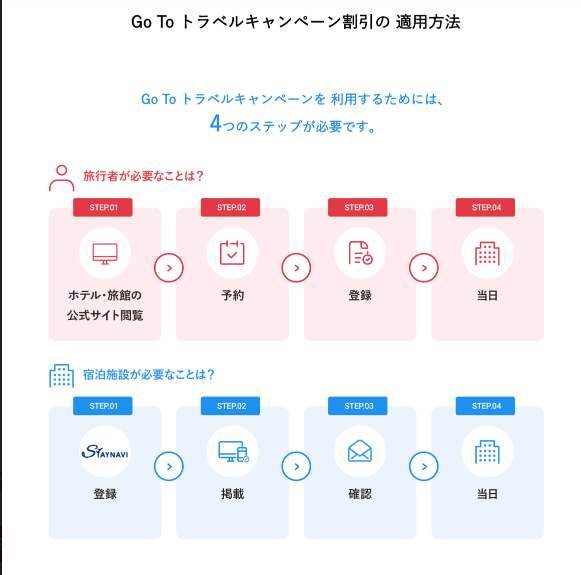 Go To トラベルキャンペーン割引の 適用方法
Go To トラベルキャンペーンを 利用するためには、
4つのステップが必要です。
旅行者が必要なことは？
STEP.01
STEP.02
STEP.03
STEP.04
ホテル・旅館の
公式サイト閲覧
予約
登録
当日
宿泊施設が必要なことは？
STEP.01
STEP.02
STEP.03
STEP.04
STAYNAVI
登録
掲載
確認
当日